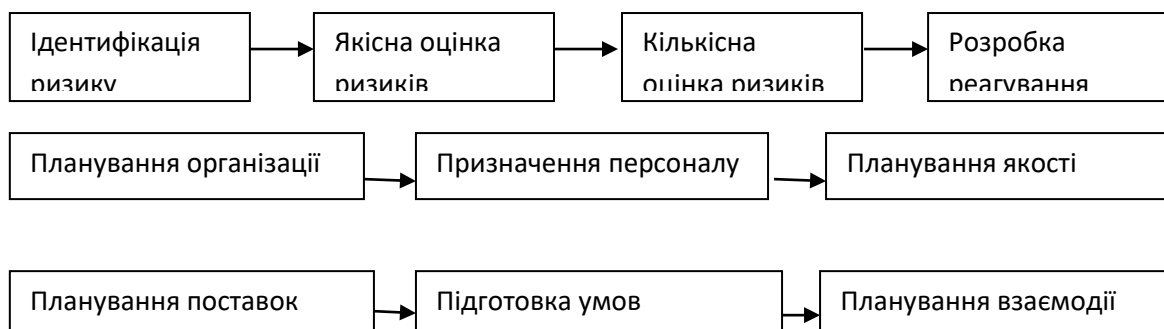 Ідентифікація
ризику
Якісна оцінка
ризиків
Кількісна
оцінка ризиків
Розробка
реагування
Планування організації
Призначення персоналу
Планування якості
Планування поставок
Підготовка умов
Планування взаємодії